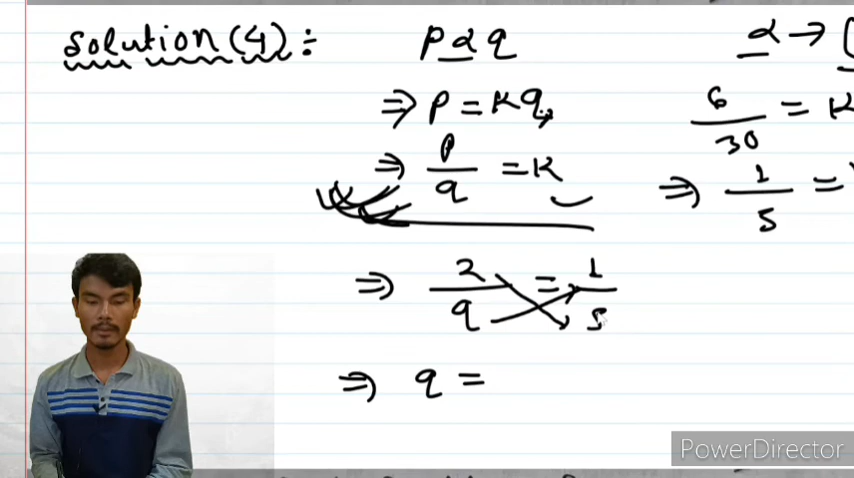 Solution (4) :-
p α q
⇒ p = Kq,
⇒ p/q = K
⇒ 2/q = 1/5
⇒ q =
α →
6/30 = K
⇒ 1/5 =
PowerDirector